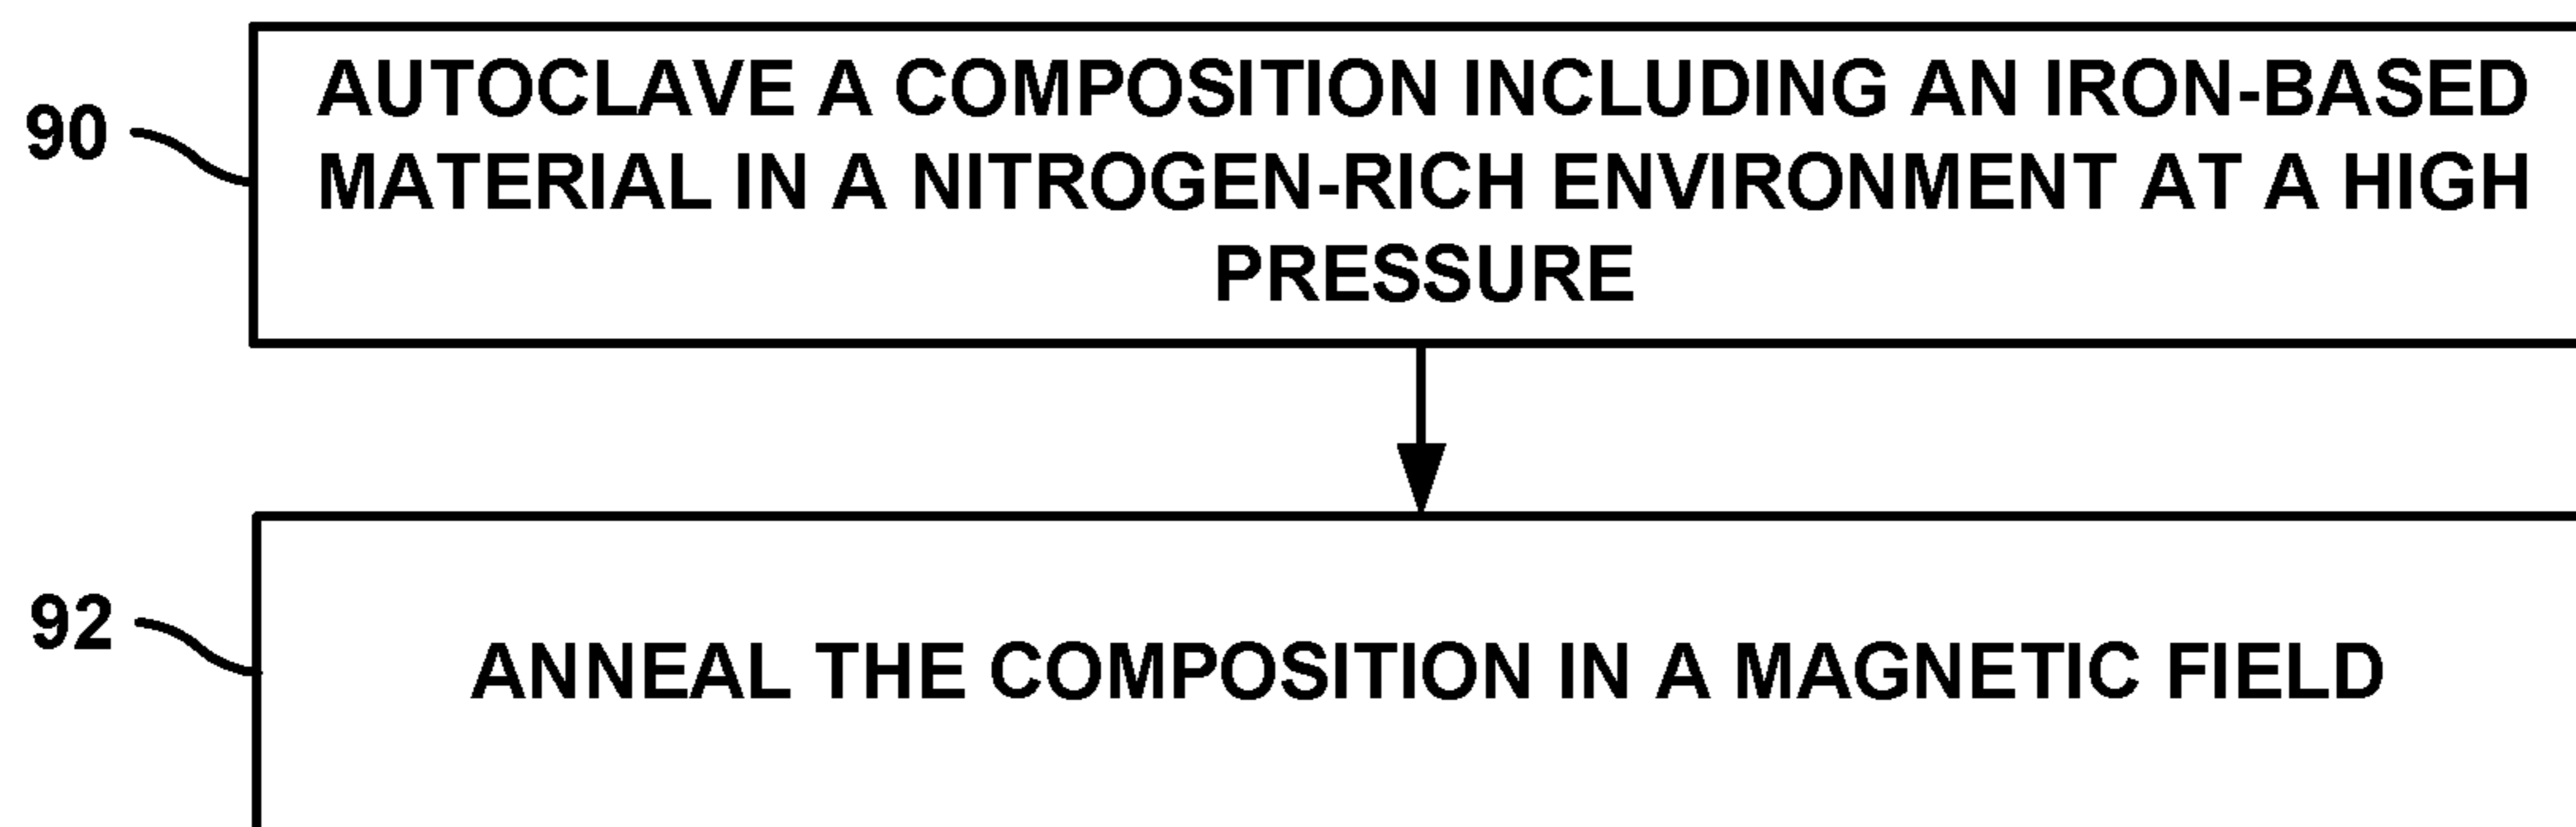 90
AUTOCLAVE A COMPOSITION INCLUDING AN IRON-BASED
MATERIAL IN A NITROGEN-RICH ENVIRONMENT AT A HIGH
PRESSURE
92
ANNEAL THE COMPOSITION IN A MAGNETIC FIELD